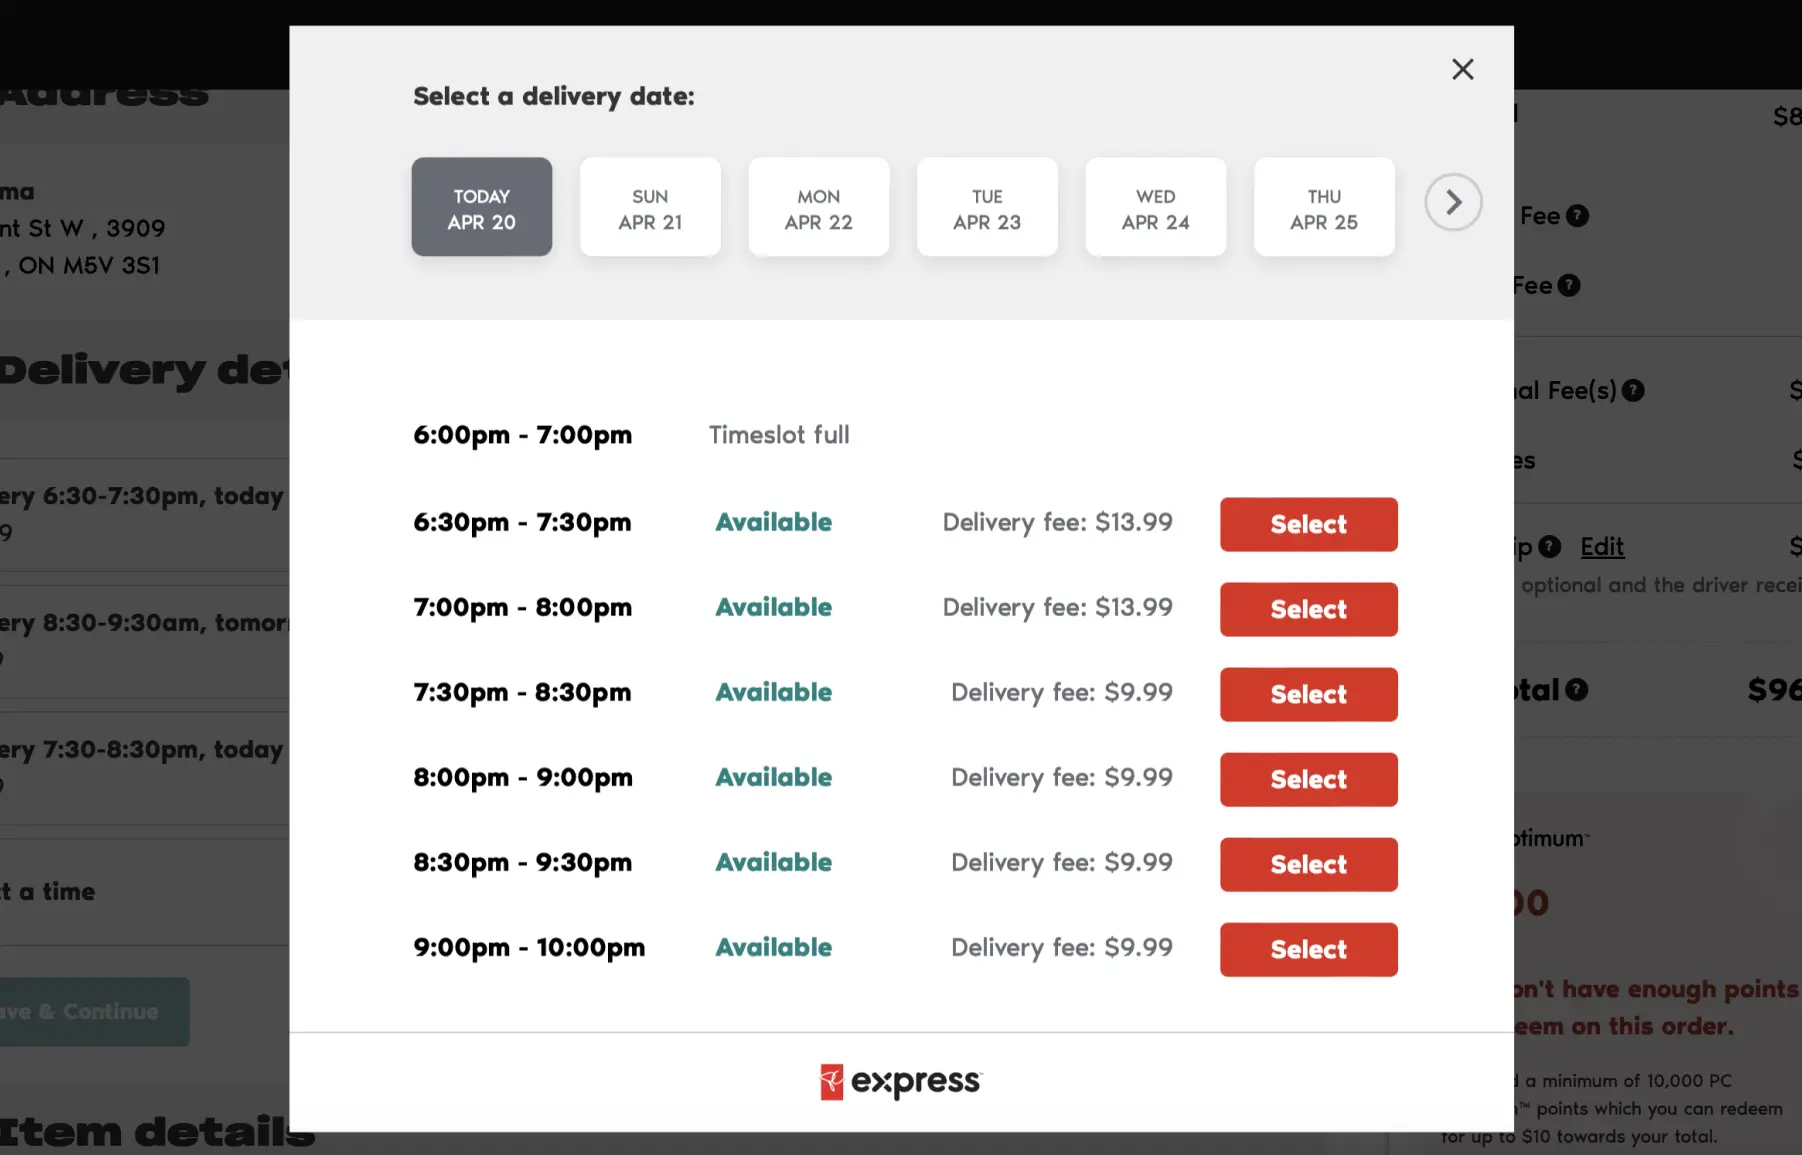 Select a delivery date:
TODAY
APR 20
SUN
APR 21
MON
APR 22
TUE
APR 23
WED
APR 24
THU
APR 25
6:00pm - 7:00pm Timeslot full
6:30pm - 7:30pm Available Delivery fee: $13.99 Select
7:00pm - 8:00pm Available Delivery fee: $13.99 Select
7:30pm - 8:30pm Available Delivery fee: $9.99 Select
8:00pm - 9:00pm Available Delivery fee: $9.99 Select
8:30pm - 9:30pm Available Delivery fee: $9.99 Select
9:00pm - 10:00pm Available Delivery fee: $9.99 Select
express
Address
ma
nt St W , 3909
, ON M5V 3S1
Delivery det
ery 6:30-7:30pm, today
9
ery 8:30-9:30am, tomorr
ery 7:30-8:30pm, today
t a time
ave & Continue
Item details
$8
Fee ?
Fee ?
nal Fee(s) ? $
es $
ip ? Edit $
optional and the driver recei
otal ? $96
ptimum™
00
on't have enough points
eem on this order.
d a minimum of 10,000 PC
n™ points which you can redeem
for up to $10 towards your total.